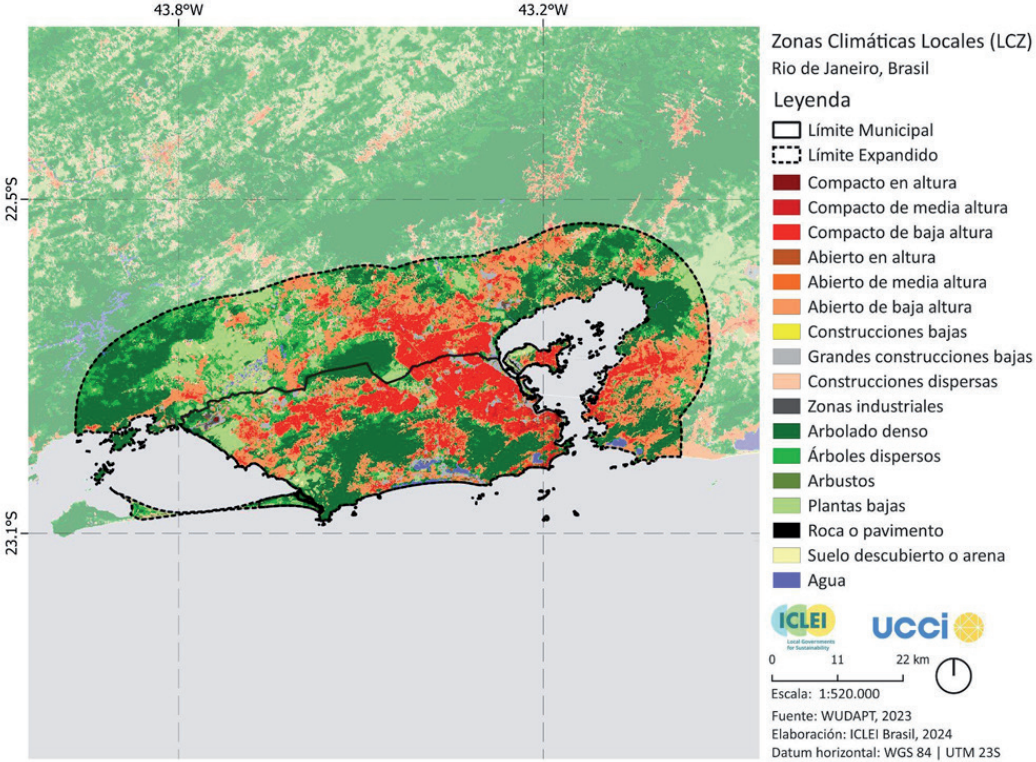 43.8°W
43.2°W
22.5°S
23.1°S
Zonas Climáticas Locales (LCZ)
Rio de Janeiro, Brasil
Leyenda
Límite Municipal
Límite Expandido
Compacto en altura
Compacto de media altura
Compacto de baja altura
Abierto en altura
Abierto de media altura
Abierto de baja altura
Construcciones bajas
Grandes construcciones bajas
Construcciones dispersas
Zonas industriales
Arbolado denso
Árboles dispersos
Arbustos
Plantas bajas
Roca o pavimento
Suelo descubierto o arena
Agua
ICLEI
Local Governments
for Sustainability
UCCi
0 11 22 km
Escala: 1:520.000
Fuente: WUDAPT, 2023
Elaboración: ICLEI Brasil, 2024
Datum horizontal: WGS 84 | UTM 23S